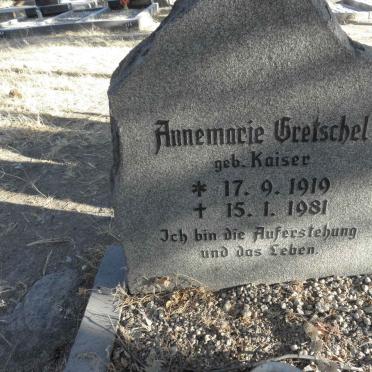 Annemarie Gretschel
geb. Kaiser
* 17. 9. 1919
† 15. 1. 1981
Ich bin die Auferstehung
und das Leben.